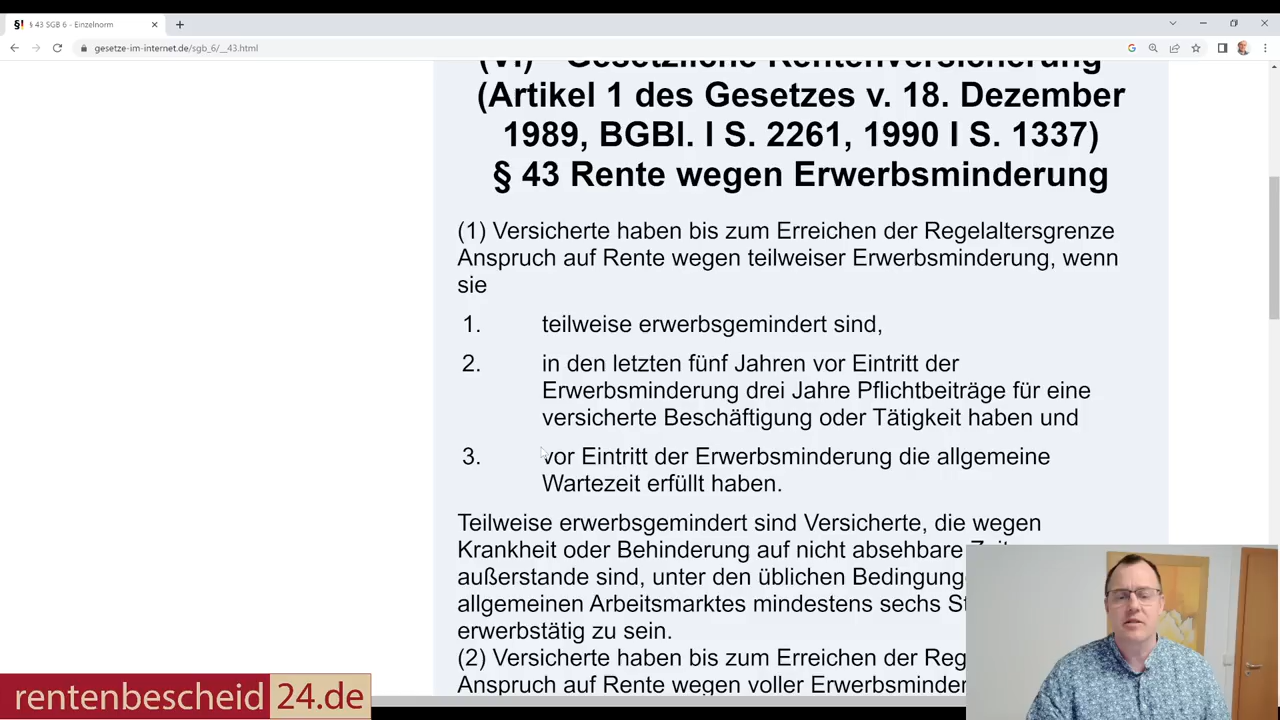 § 43 SGB 6 - Einzelnorm
gesetze-im-internet.de/sgb_6/__43.html
(VI) - Gesetzliche Rentenversicherung
(Artikel 1 des Gesetzes v. 18. Dezember
1989, BGBl. I S. 2261, 1990 I S. 1337)
§ 43 Rente wegen Erwerbsminderung
(1) Versicherte haben bis zum Erreichen der Regelaltersgrenze
Anspruch auf Rente wegen teilweiser Erwerbsminderung, wenn
sie
1. teilweise erwerbsgemindert sind,
2. in den letzten fünf Jahren vor Eintritt der
Erwerbsminderung drei Jahre Pflichtbeiträge für eine
versicherte Beschäftigung oder Tätigkeit haben und
3. vor Eintritt der Erwerbsminderung die allgemeine
Wartezeit erfüllt haben.
Teilweise erwerbsgemindert sind Versicherte, die wegen
Krankheit oder Behinderung auf nicht absehbare Zeit
außerstande sind, unter den üblichen Bedingung
allgemeinen Arbeitsmarktes mindestens sechs St
erwerbstätig zu sein.
(2) Versicherte haben bis zum Erreichen der Reg
Anspruch auf Rente wegen voller Erwerbsminder
rentenbescheid24.de